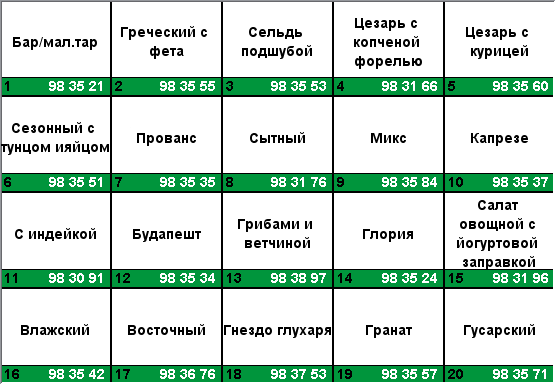 Бар/мал.тар
1 98 35 21
Греческий с
фета
2 98 35 55
Сельдь
подшубой
3 98 35 53
Цезарь с
копченой
форелью
4 98 31 66
Цезарь с
курицей
5 98 35 60
Сезонный с
тунцом ияйцом
6 98 35 51
Прованс
7 98 35 35
Сытный
8 98 31 76
Микс
9 98 35 84
Капрезе
10 98 35 37
С индейкой
11 98 30 91
Будапешт
12 98 35 34
Грибами и
ветчиной
13 98 38 97
Глория
14 98 35 24
Салат
овощной с
йогуртовой
заправкой
15 98 31 96
Влажский
16 98 35 42
Восточный
17 98 36 76
Гнездо глухаря
18 98 37 53
Гранат
19 98 35 57
Гусарский
20 98 35 71